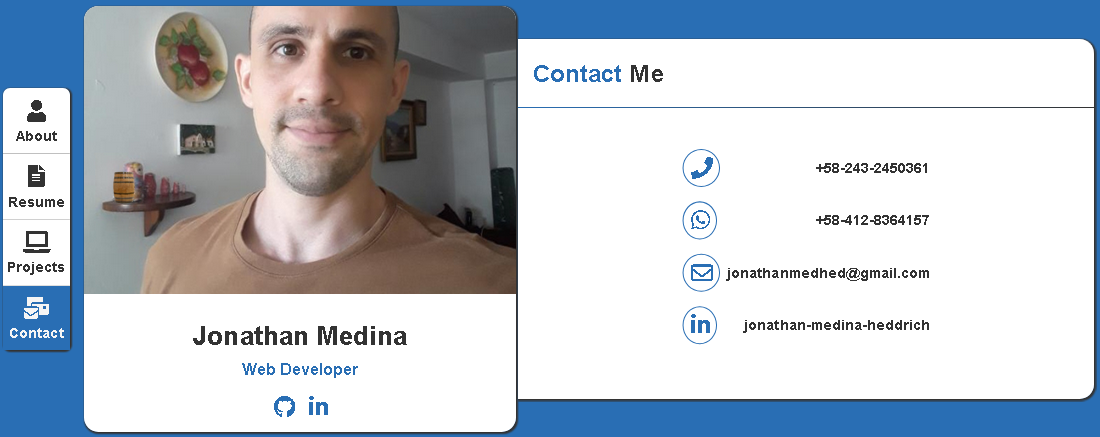 About
Resume
Projects
Contact
Jonathan Medina
Web Developer
Contact Me
+58-243-2450361
+58-412-8364157
jonathanmedhed@gmail.com
jonathan-medina-heddrich